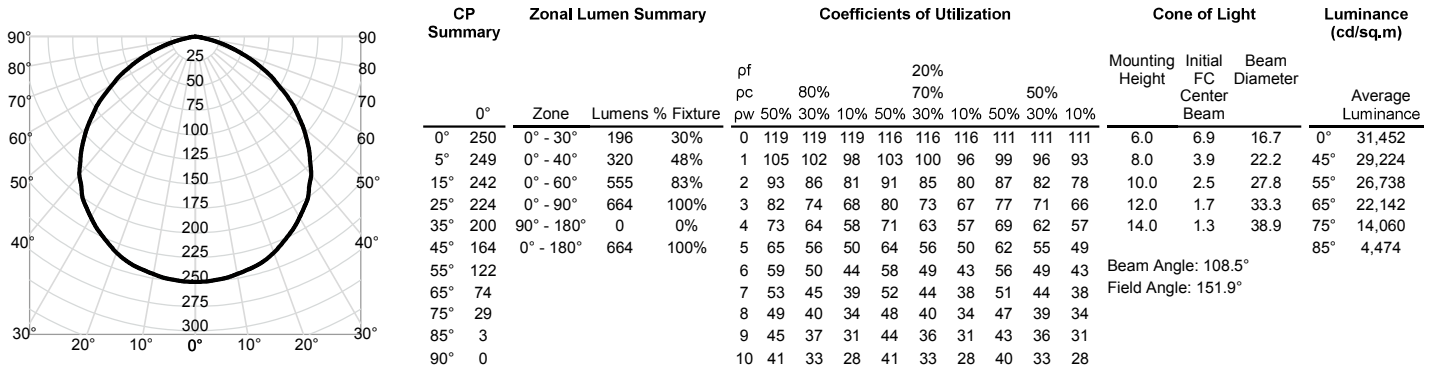 CP Summary
0°
0° 250
5° 249
15° 242
25° 224
35° 200
45° 164
55° 122
65° 74
75° 29
85° 3
90° 0
Zonal Lumen Summary
Zone Lumens % Fixture
0° - 30° 196 30%
0° - 40° 320 48%
0° - 60° 555 83%
0° - 90° 664 100%
90° - 180° 0 0%
0° - 180° 664 100%
Coefficients of Utilization
ρf 20%
ρc 80% 70% 50%
ρw 50% 30% 10% 50% 30% 10% 50% 30% 10%
0 119 119 119 116 116 116 111 111 111
1 105 102 98 103 100 96 99 96 93
2 93 86 81 91 85 80 87 82 78
3 82 74 68 80 73 67 77 71 66
4 73 64 58 71 63 57 69 62 57
5 65 56 50 64 56 50 62 55 49
6 59 50 44 58 49 43 56 49 43
7 53 45 39 52 44 38 51 44 38
8 49 40 34 48 40 34 47 39 34
9 45 37 31 44 36 31 43 36 31
10 41 33 28 41 33 28 40 33 28
Cone of Light
Mounting Height Initial FC Center Beam Beam Diameter
6.0 6.9 16.7
8.0 3.9 22.2
10.0 2.5 27.8
12.0 1.7 33.3
14.0 1.3 38.9
Beam Angle: 108.5°
Field Angle: 151.9°
Luminance (cd/sq.m)
Average Luminance
0° 31,452
45° 29,224
55° 26,738
65° 22,142
75° 14,060
85° 4,474
90° 90
80° 25 80
70° 50 70
75
60° 100 60°
125
50° 150 50°
175
200
40° 225 40°
250
275
300
30° 20° 10° 0° 10° 20° 30°